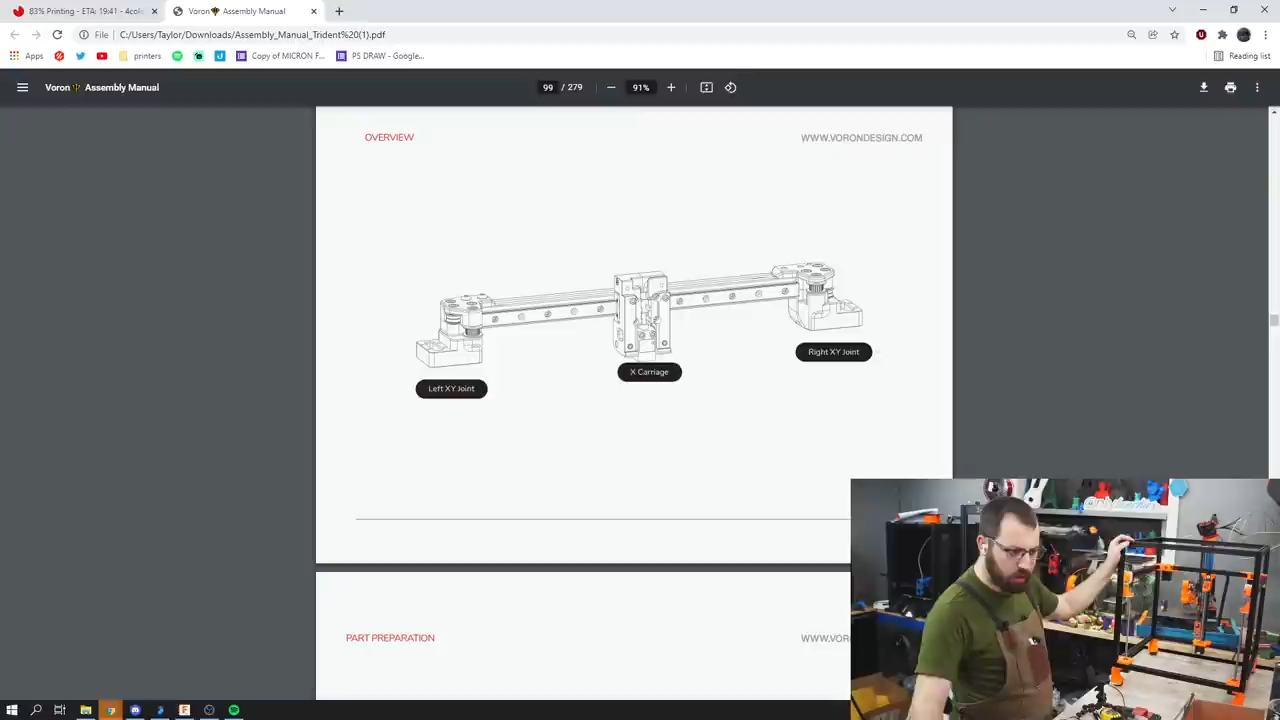 83% Printing - ETA: 19:41 - 4colo
Voron Assembly Manual
File
C:/Users/Taylor/Downloads/Assembly_Manual_Trident%20(1).pdf
Apps
printers
Copy of MICRON F...
PS DRAW - Google...
Reading list
Voron Assembly Manual
99 / 279
91%
OVERVIEW
WWW.VORONDESIGN.COM
Left XY Joint
X Carriage
Right XY Joint
PART PREPARATION
WWW.VORO